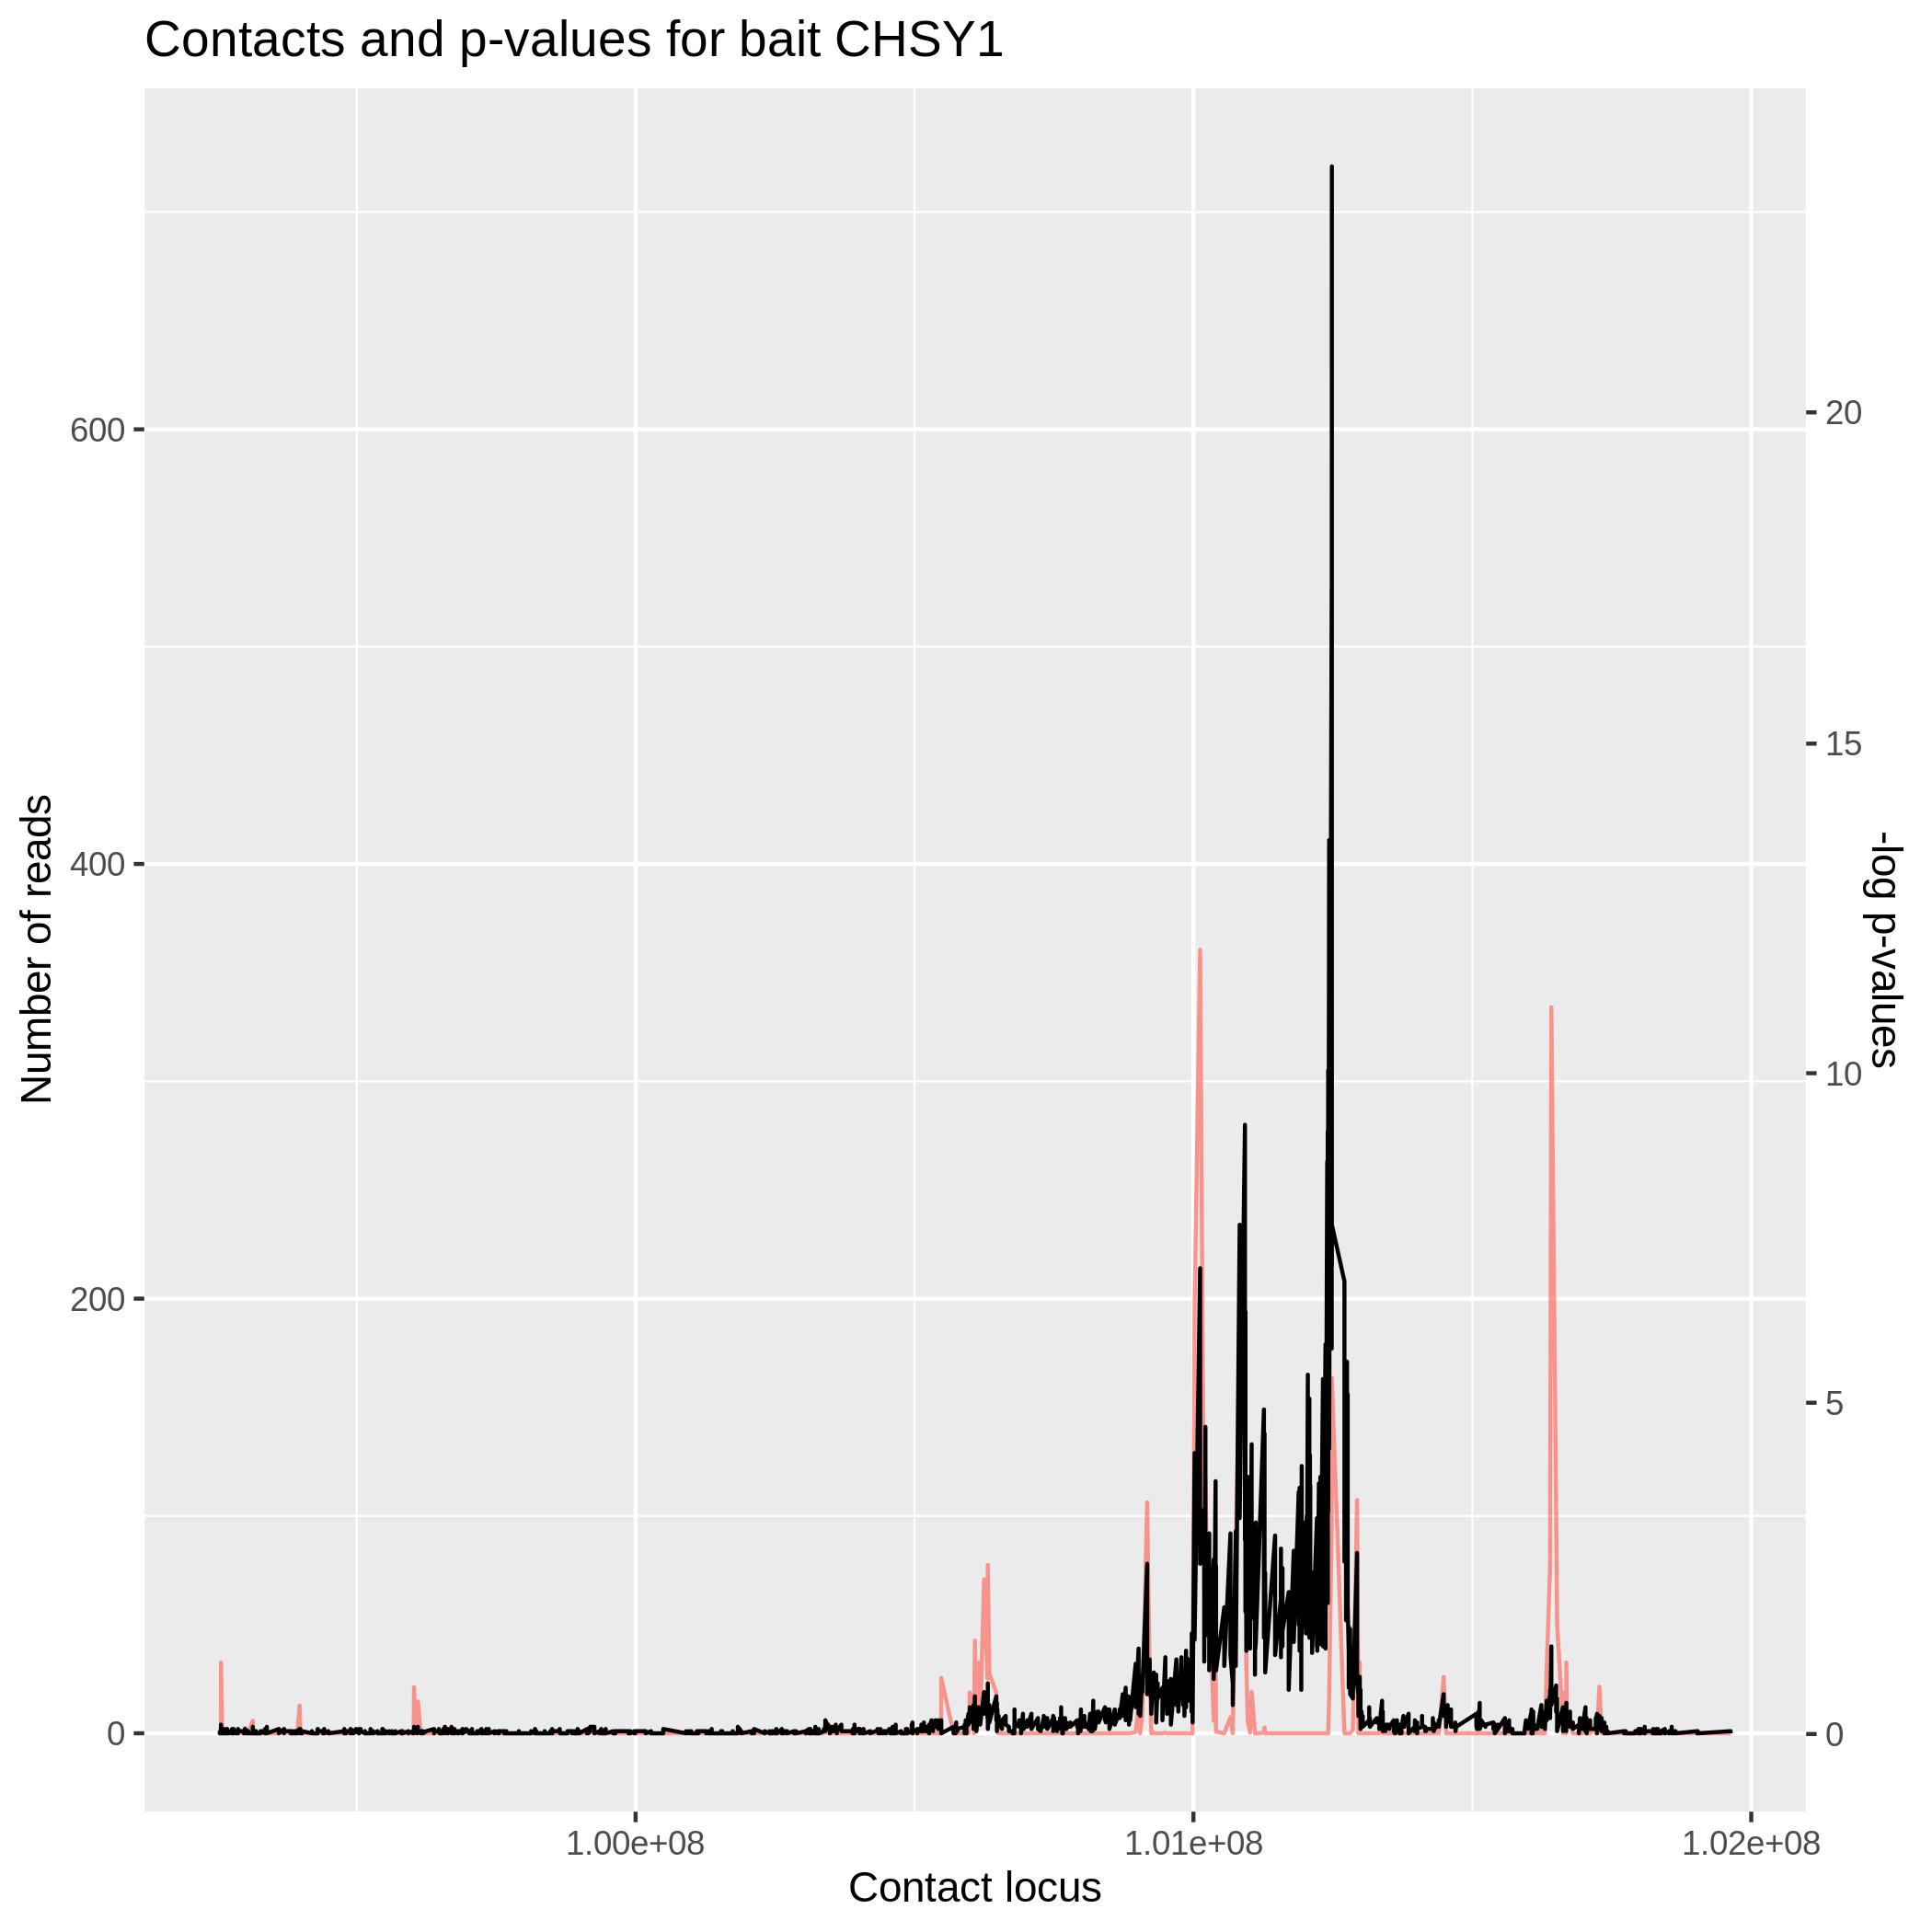 Contacts and p-values for bait CHSY1
Number of reads
600
400
200
0
20
15
10
5
0
-log p-values
1.00e+08
1.01e+08
1.02e+08
Contact locus